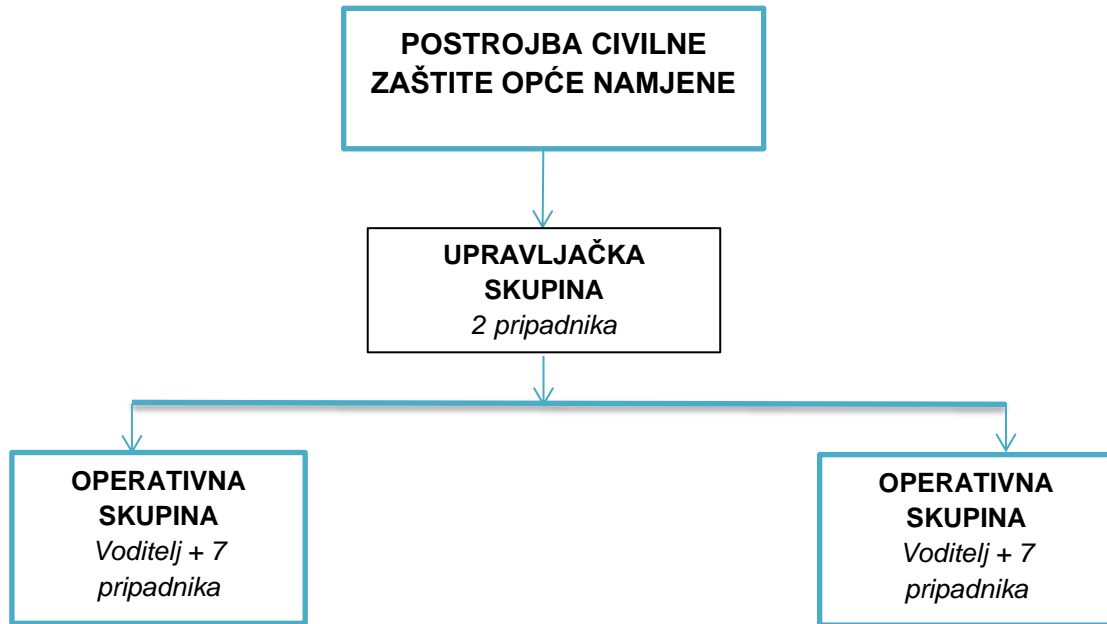 POSTROJBA CIVILNE
ZAŠTITE OPĆE NAMJENE
UPRAVLJAČKA
SKUPINA
2 pripadnika
OPERATIVNA
SKUPINA
Voditelj + 7
pripadnika
OPERATIVNA
SKUPINA
Voditelj + 7
pripadnika